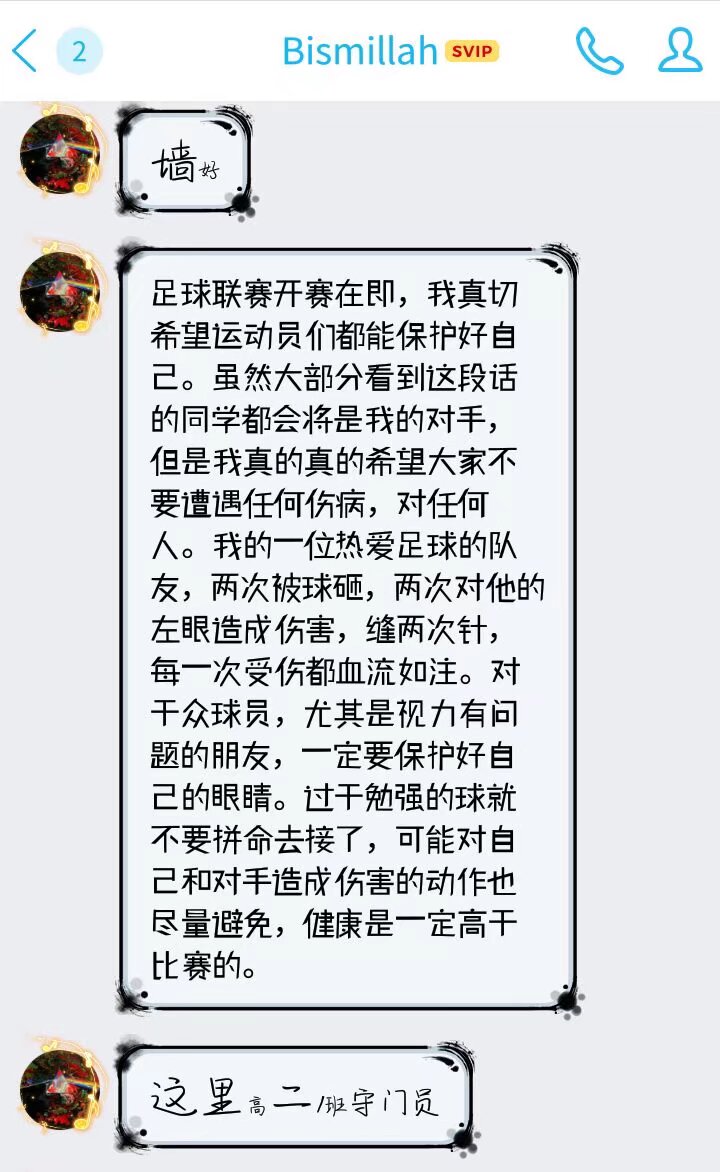 2
Bismillah SVIP
墙好
足球联赛开赛在即，我真切
希望运动员们都能保护好自
己。虽然大部分看到这段话
的同学都会将是我的对手，
但是我真的真的希望大家不
要遭遇任何伤病，对任何
人。我的一位热爱足球的队
友，两次被球砸，两次对他的
左眼造成伤害，缝两次针，
每一次受伤都血流如注。对
于众球员，尤其是视力有问
题的朋友，一定要保护好自
己的眼睛。过于勉强的球就
不要拼命去接了，可能对自
己和对手造成伤害的动作也
尽量避免，健康是一定高于
比赛的。
这里高二1班守门员